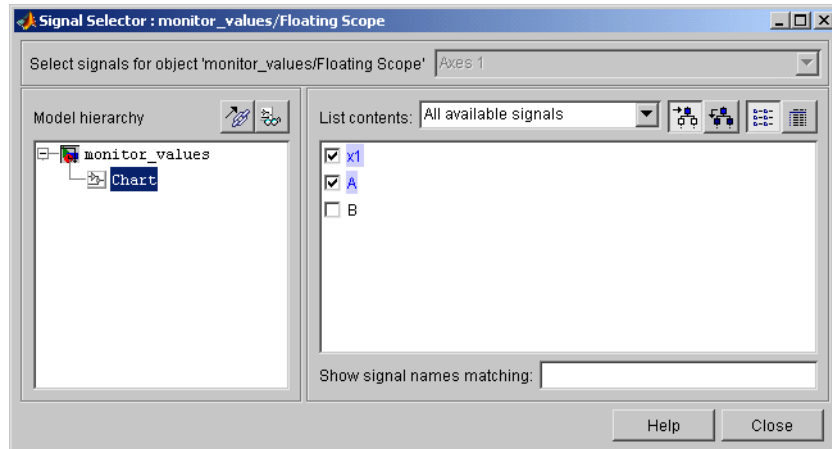 Signal Selector : monitor_values/Floating Scope
Select signals for object 'monitor_values/Floating Scope' Axes 1
Model hierarchy
List contents: All available signals
monitor_values
Chart
x1
A
B
Show signal names matching:
Help Close